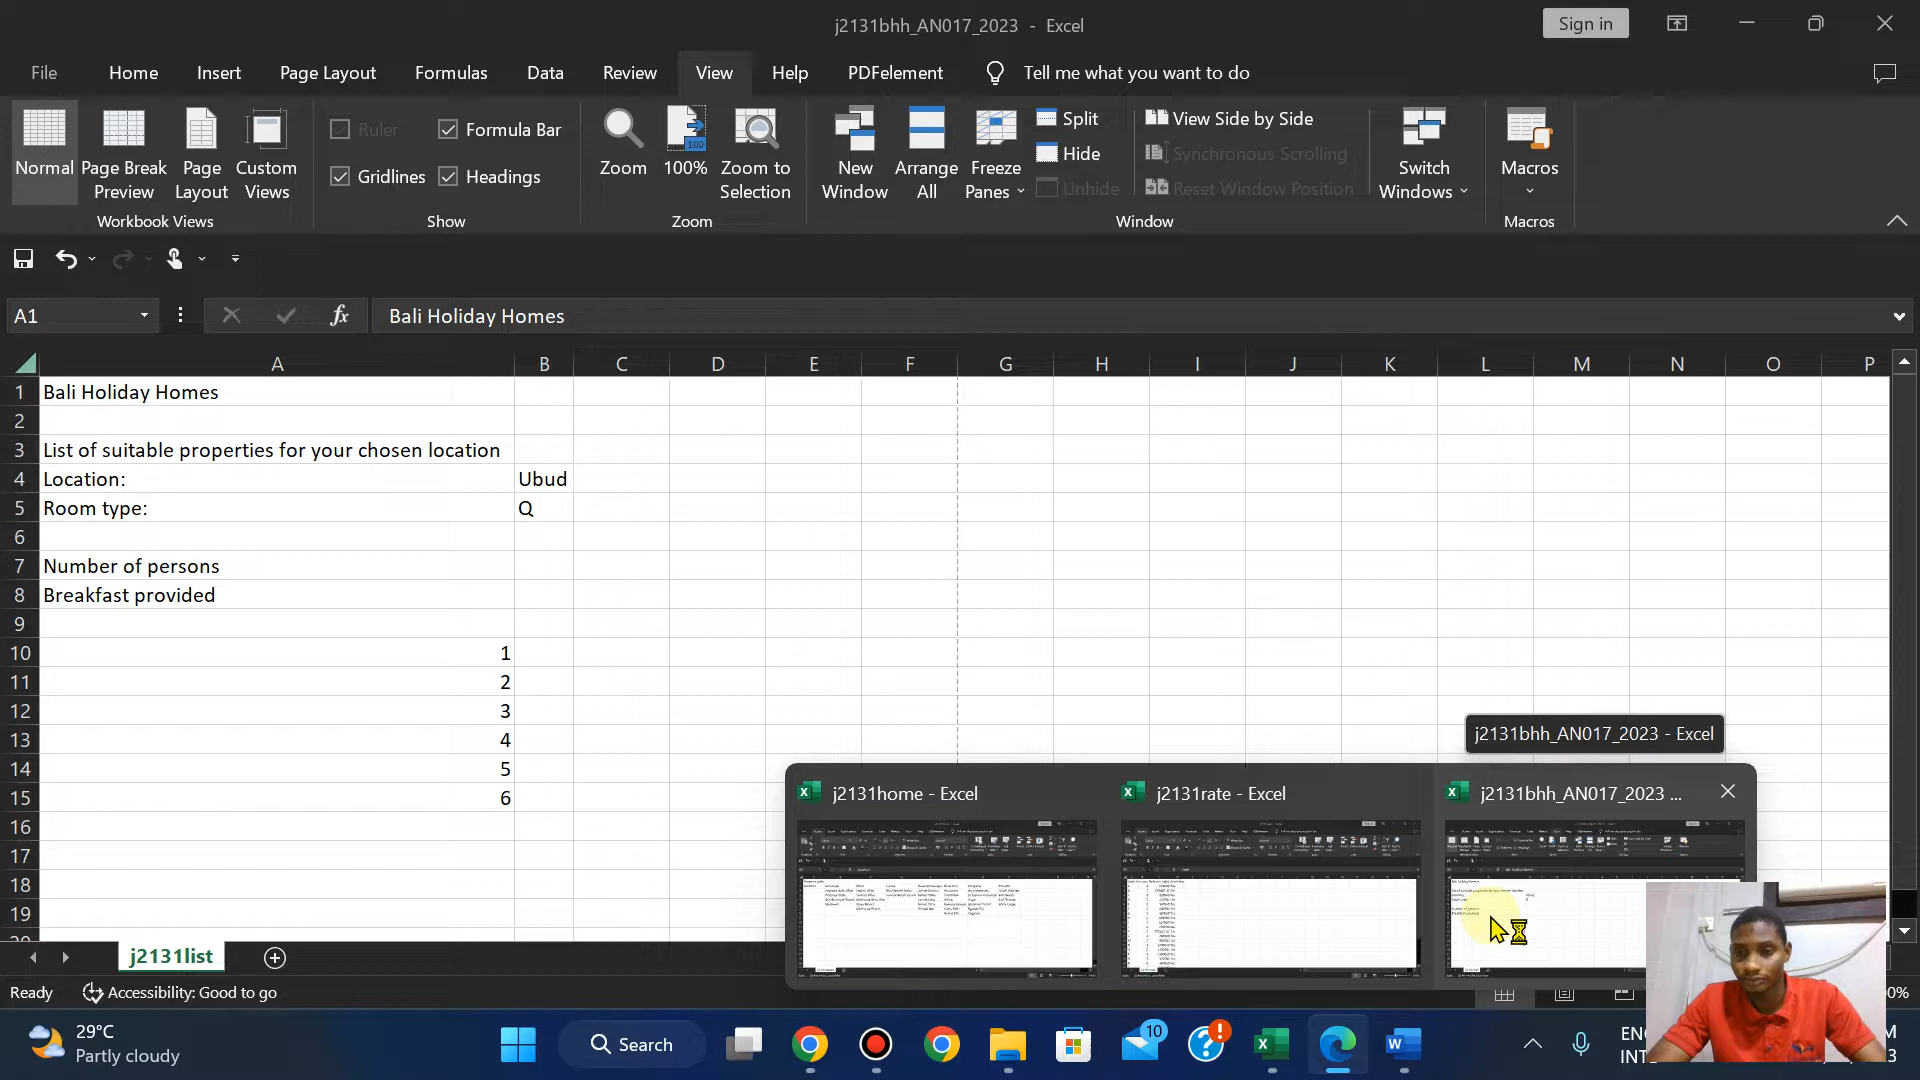 j2131bhh_AN017_2023 - Excel
Sign in
File Home Insert Page Layout Formulas Data Review View Help PDFelement Tell me what you want to do
Normal
Page Break Preview
Page Layout
Custom Views
Workbook Views
Ruler
Formula Bar
Gridlines
Headings
Show
Zoom
100%
Zoom to Selection
Zoom
New Window
Arrange All
Freeze Panes
Split
Hide
Unhide
View Side by Side
Synchronous Scrolling
Reset Window Position
Window
Switch Windows
Macros
Macros
A1 fx Bali Holiday Homes
A B C D E F G H I J K L M N O P
1 Bali Holiday Homes
2
3 List of suitable properties for your chosen location
4 Location: Ubud
5 Room type: Q
6
7 Number of persons
8 Breakfast provided
9
10 1
11 2
12 3
13 4
14 5
15 6
16
17
18
19
j2131bhh_AN017_2023 - Excel
j2131home - Excel
j2131rate - Excel
j2131bhh_AN017_2023 ...
j2131list
Ready
Accessibility: Good to go
29°C
Partly cloudy
Search
10